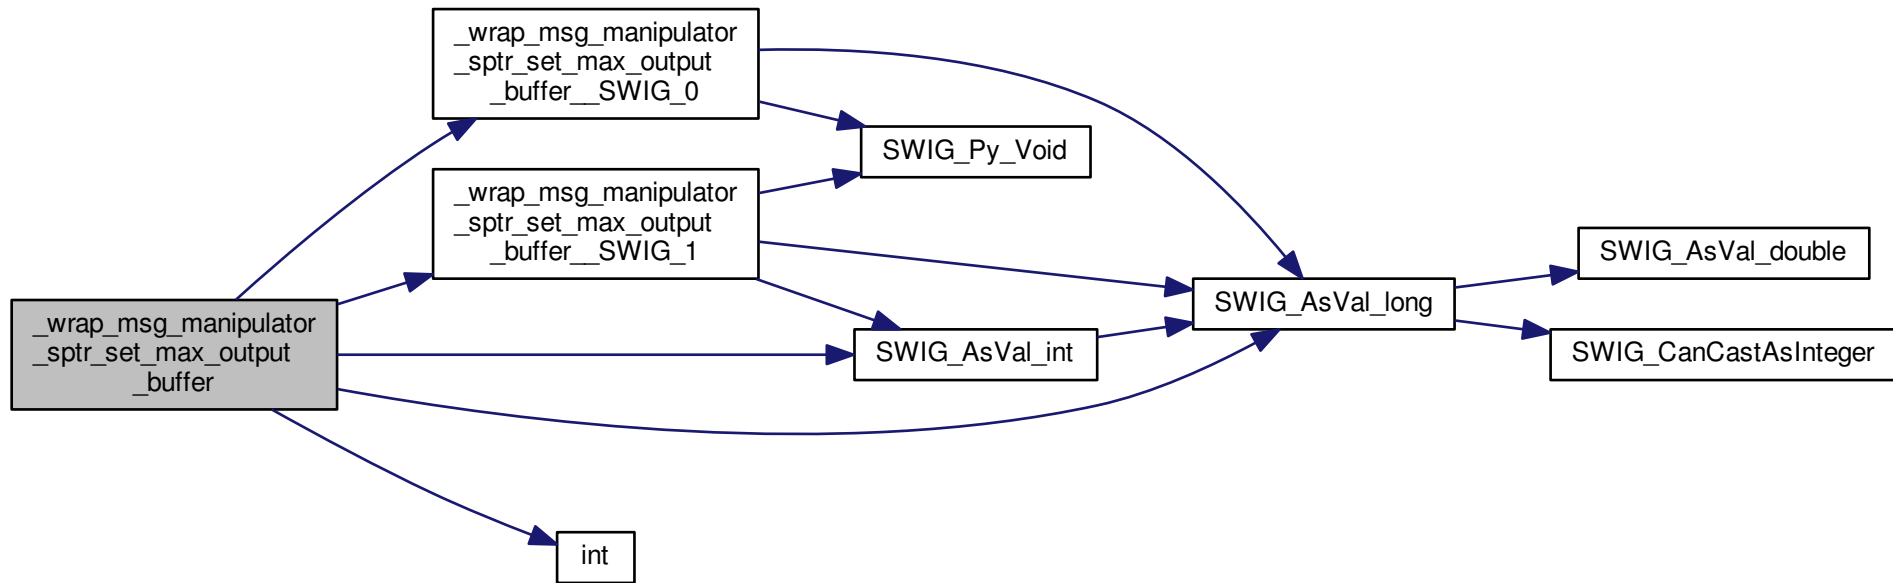 _wrap_msg_manipulator
_sptr_set_max_output
_buffer__SWIG_0
SWIG_Py_Void
_wrap_msg_manipulator
_sptr_set_max_output
_buffer__SWIG_1
SWIG_AsVal_double
SWIG_AsVal_long
_wrap_msg_manipulator
_sptr_set_max_output
_buffer
SWIG_AsVal_int
SWIG_CanCastAsInteger
int